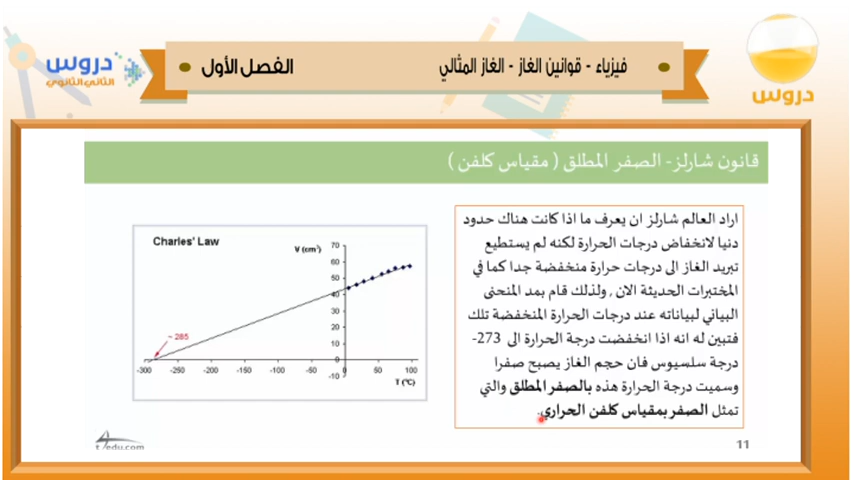 دروس
الثاني الثانوي
الفصل الأول
فيزياء - قوانين الغاز - الغاز المثالي
دروس
قانون شارلز- الصفر المطلق ( مقياس كلفن )
اراد العالم شارلز ان يعرف ما اذا كانت هناك حدود
دنيا لانخفاض درجات الحرارة لكنه لم يستطيع
تبريد الغاز الى درجات حرارة منخفضة جدا كما في
المختبرات الحديثة الان , ولذلك قام بمد المنحنى
البياني لبياناته عند درجات الحرارة المنخفضة تلك
فتبين له انه اذا انخفضت درجة الحرارة الى 273-
درجة سلسيوس فان حجم الغاز يصبح صفرا
وسميت درجة الحرارة هذه بالصفر المطلق والتي
تمثل الصفر بمقياس كلفن الحراري.
Charles' Law
V (cm³)
70
60
50
40
30
20
10
0
-10
~ 285
-300 -250 -200 -150 -100 -50 0 50 100
T (°C)
edu.com
11